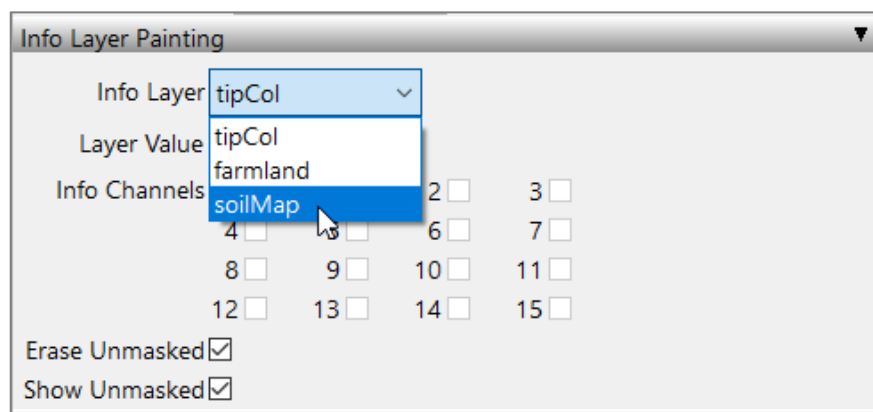 Info Layer Painting
Info Layer tipCol
tipCol
Layer Value
farmland
Info Channels 2 3
soilMap
4 6 7
8 9 10 11
12 13 14 15
Erase Unmasked
Show Unmasked